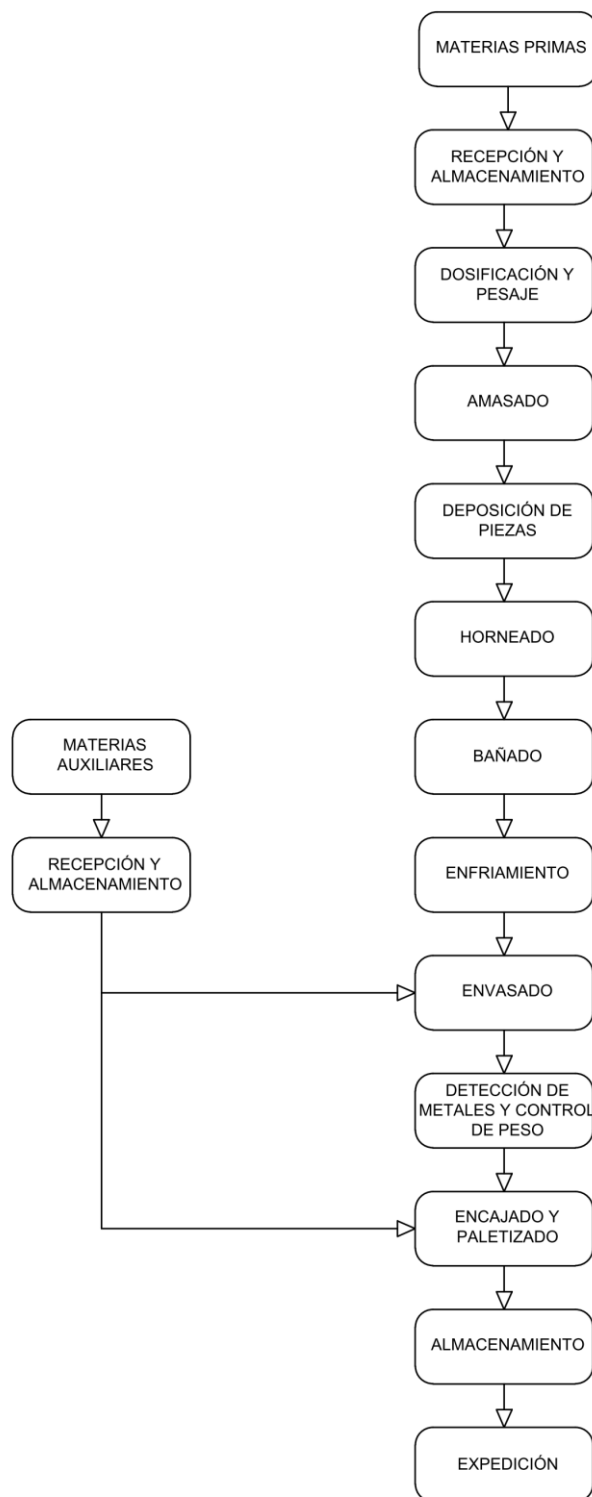 MATERIAS PRIMAS
RECEPCIÓN Y
ALMACENAMIENTO
DOSIFICACIÓN Y
PESAJE
AMASADO
DEPOSICIÓN DE
PIEZAS
HORNEADO
BAÑADO
MATERIAS
AUXILIARES
RECEPCIÓN Y
ALMACENAMIENTO
ENFRIAMIENTO
ENVASADO
DETECCIÓN DE
METALES Y CONTROL
DE PESO
ENCAJADO Y
PALETIZADO
ALMACENAMIENTO
EXPEDICIÓN